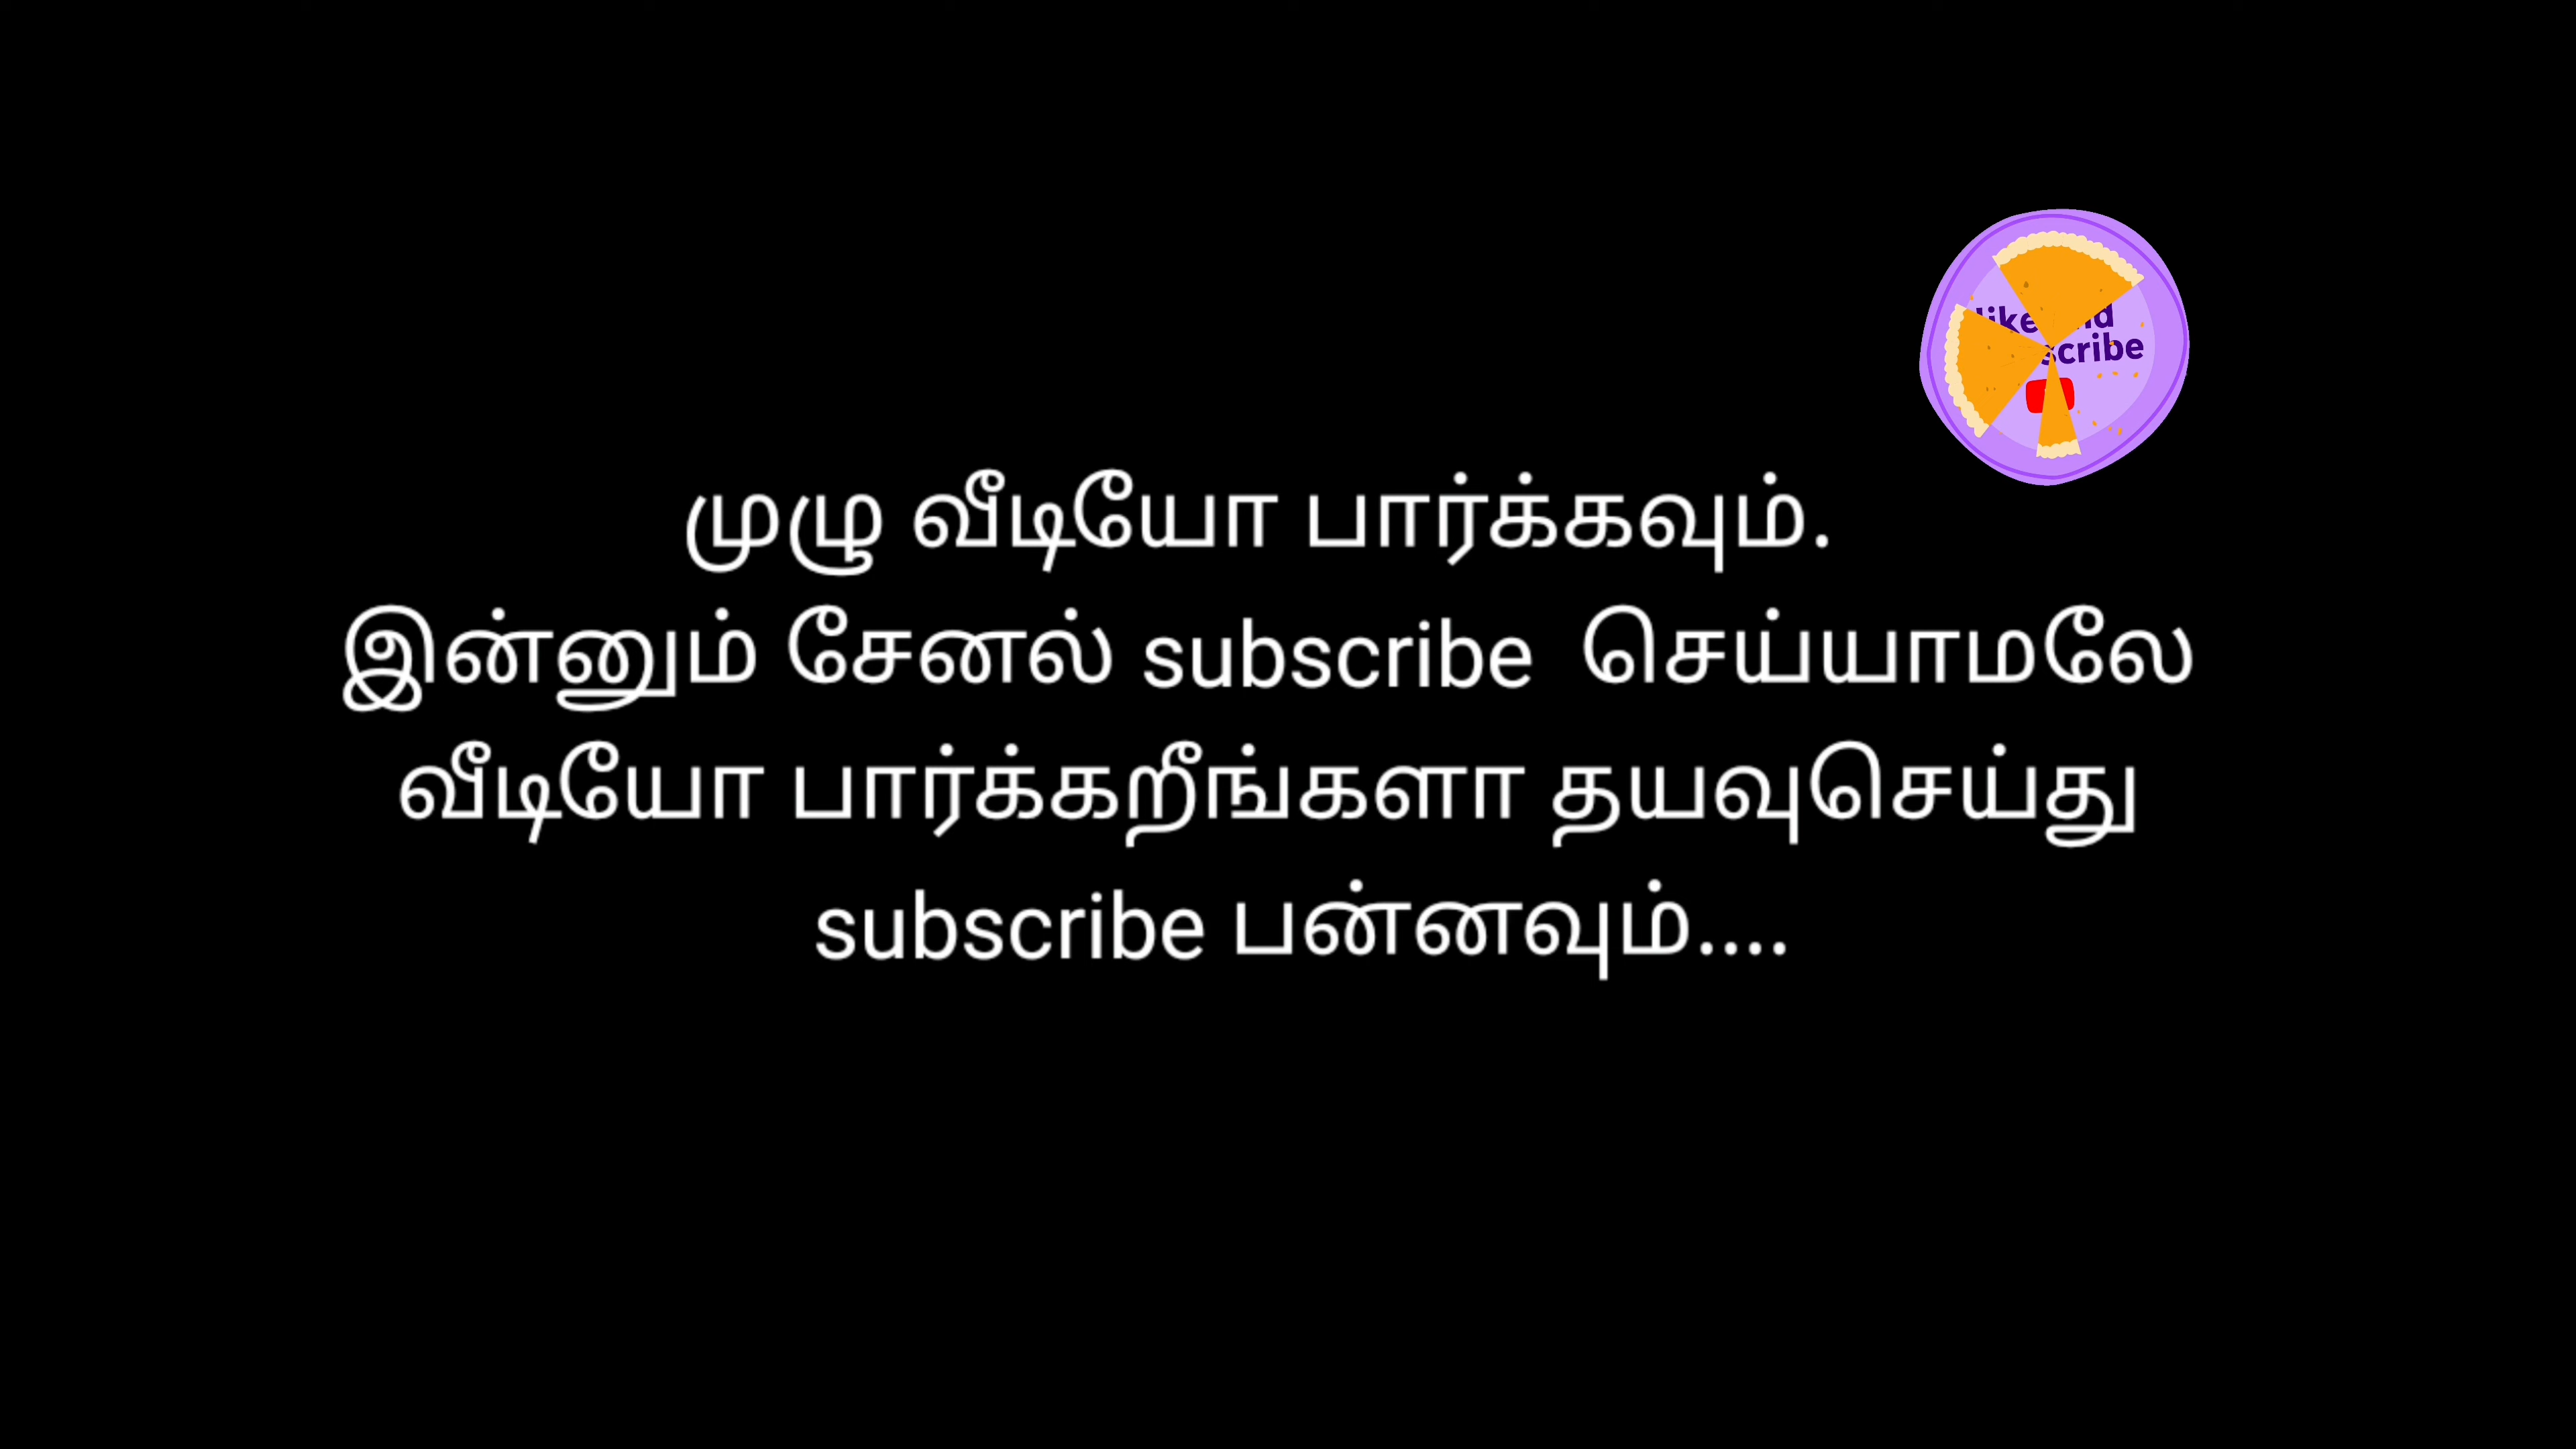 முழு வீடியோ பார்க்கவும்.
இன்னும் சேனல் subscribe செய்யாமலே
வீடியோ பார்க்கறீங்களா தயவுசெய்து
subscribe பன்னவும்....